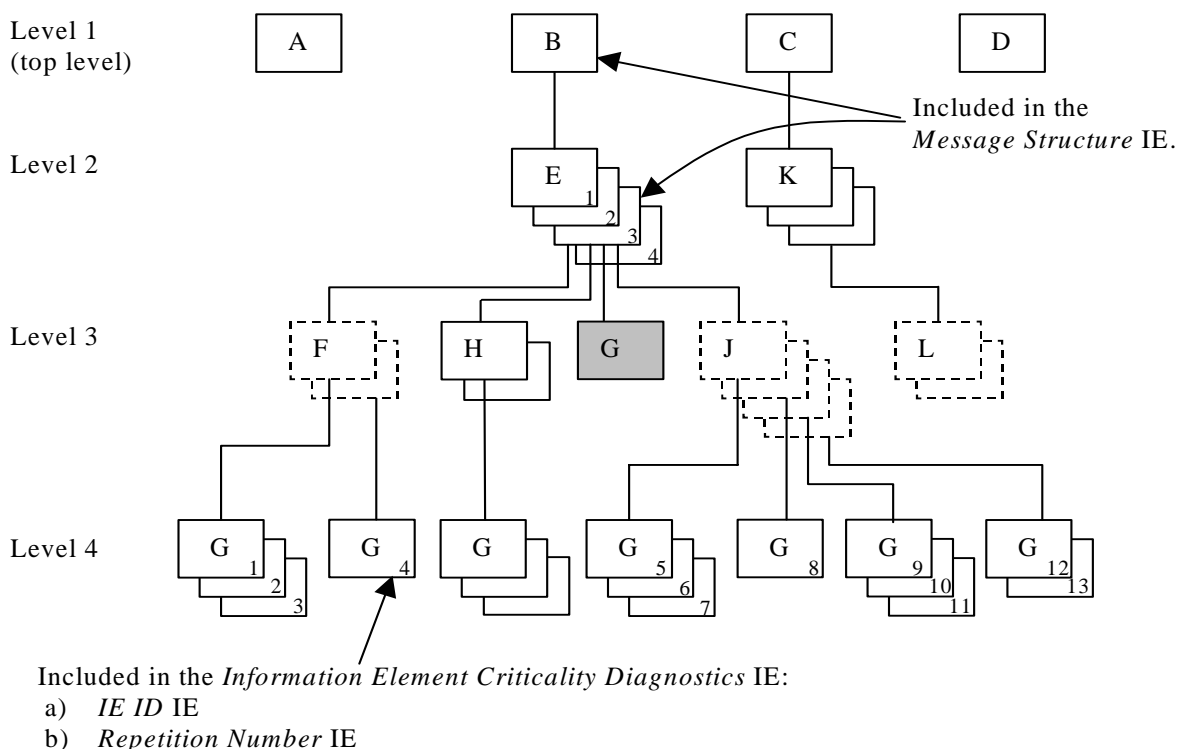 Level 1
(top level)
A
B
C
D
Included in the
Message Structure IE.
Level 2
E
1
2
3
4
K
Level 3
F
H
G
J
L
Level 4
G
1
2
3
G
4
G
G
5
6
7
G
8
G
9
10
11
G
12
13
Included in the Information Element Criticality Diagnostics IE:
a) IE ID IE
b) Repetition Number IE